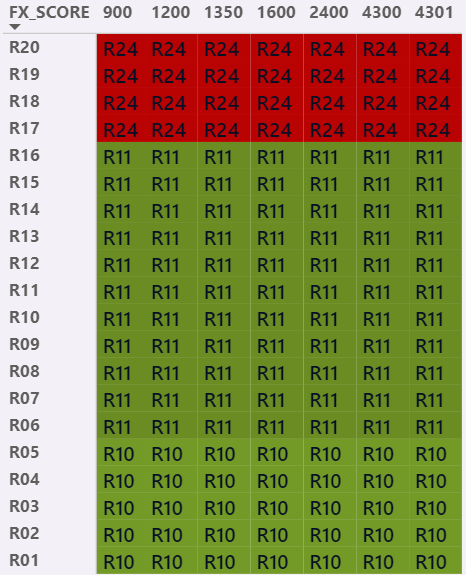 FX_SCORE 900 1200 1350 1600 2400 4300 4301
R20 R24 R24 R24 R24 R24 R24 R24
R19 R24 R24 R24 R24 R24 R24 R24
R18 R24 R24 R24 R24 R24 R24 R24
R17 R24 R24 R24 R24 R24 R24 R24
R16 R11 R11 R11 R11 R11 R11 R11
R15 R11 R11 R11 R11 R11 R11 R11
R14 R11 R11 R11 R11 R11 R11 R11
R13 R11 R11 R11 R11 R11 R11 R11
R12 R11 R11 R11 R11 R11 R11 R11
R11 R11 R11 R11 R11 R11 R11 R11
R10 R11 R11 R11 R11 R11 R11 R11
R09 R11 R11 R11 R11 R11 R11 R11
R08 R11 R11 R11 R11 R11 R11 R11
R07 R11 R11 R11 R11 R11 R11 R11
R06 R11 R11 R11 R11 R11 R11 R11
R05 R10 R10 R10 R10 R10 R10 R10
R04 R10 R10 R10 R10 R10 R10 R10
R03 R10 R10 R10 R10 R10 R10 R10
R02 R10 R10 R10 R10 R10 R10 R10
R01 R10 R10 R10 R10 R10 R10 R10